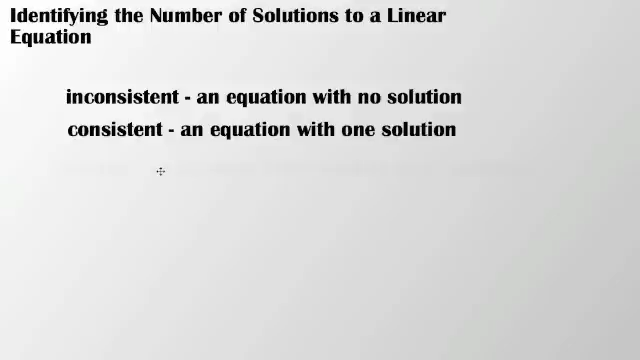 Identifying the Number of Solutions to a Linear
Equation
inconsistent - an equation with no solution
consistent - an equation with one solution